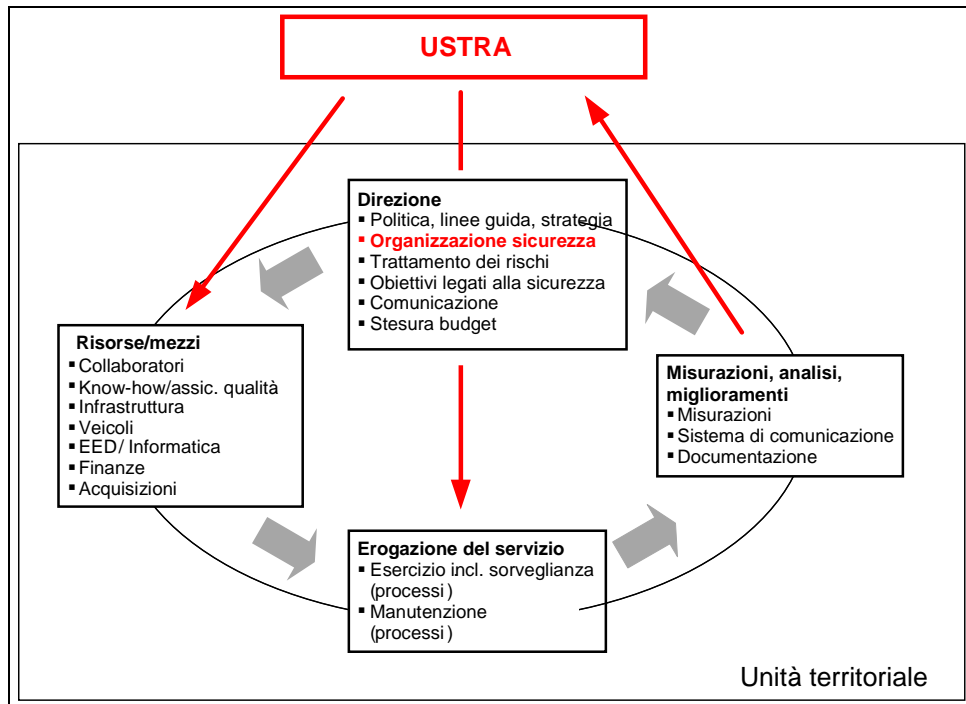 USTRA
Direzione
▪ Politica, linee guida, strategia
▪ Organizzazione sicurezza
▪ Trattamento dei rischi
▪ Obiettivi legati alla sicurezza
▪ Comunicazione
▪ Stesura budget
Risorse/mezzi
▪ Collaboratori
▪ Know-how/assic. qualità
▪ Infrastruttura
▪ Veicoli
▪ EED/ Informatica
▪ Finanze
▪ Acquisizioni
Misurazioni, analisi,
miglioramenti
▪ Misurazioni
▪ Sistema di comunicazione
▪ Documentazione
Erogazione del servizio
▪ Esercizio incl. sorveglianza
(processi)
▪ Manutenzione
(processi)
Unità territoriale